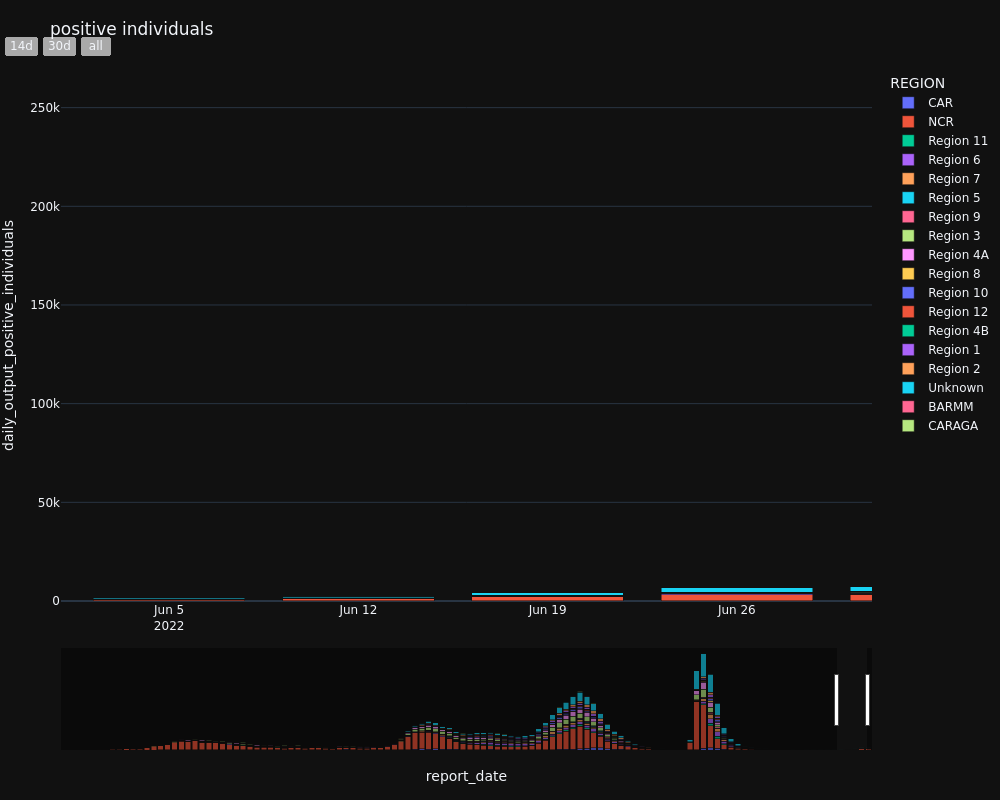 positive individuals
14d 30d all
REGION
CAR
NCR
Region 11
Region 6
Region 7
Region 5
Region 9
Region 3
Region 4A
Region 8
Region 10
Region 12
Region 4B
Region 1
Region 2
Unknown
BARMM
CARAGA
daily_output_positive_individuals
250k
200k
150k
100k
50k
0
Jun 5 Jun 12 Jun 19 Jun 26
2022
report_date